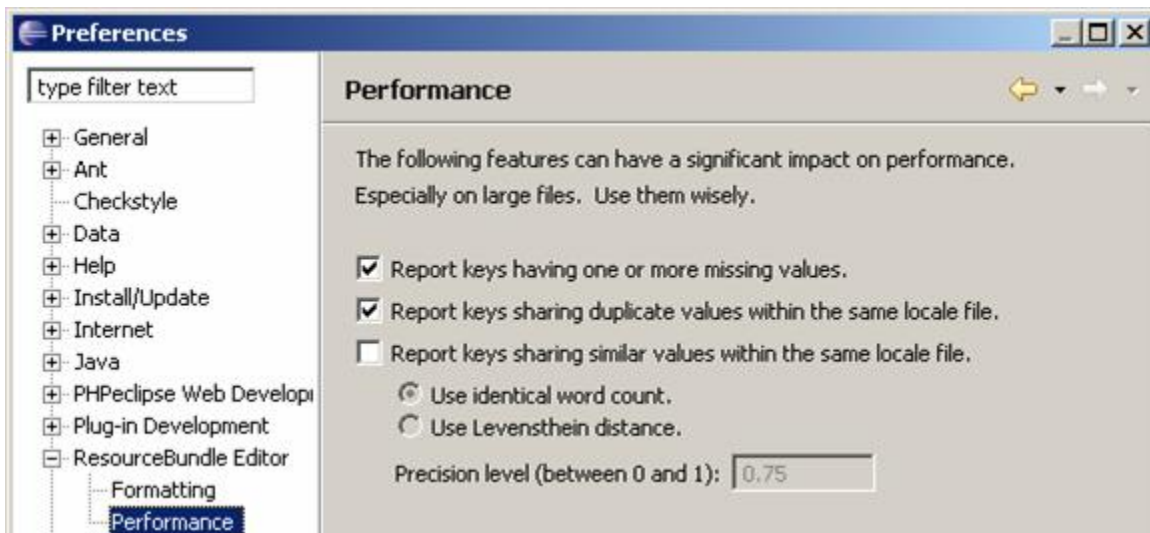 Preferences
type filter text
General
Ant
Checkstyle
Data
Help
Install/Update
Internet
Java
PHPeclipse Web Develop
Plug-in Development
ResourceBundle Editor
Formatting
Performance
Performance
The following features can have a significant impact on performance.
Especially on large files. Use them wisely.
Report keys having one or more missing values.
Report keys sharing duplicate values within the same locale file.
Report keys sharing similar values within the same locale file.
Use identical word count.
Use Levensthein distance.
Precision level (between 0 and 1): 0.75